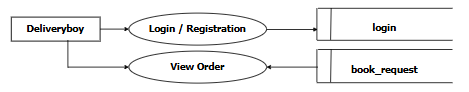 Deliveryboy
Login / Registration
login
View Order
book_request